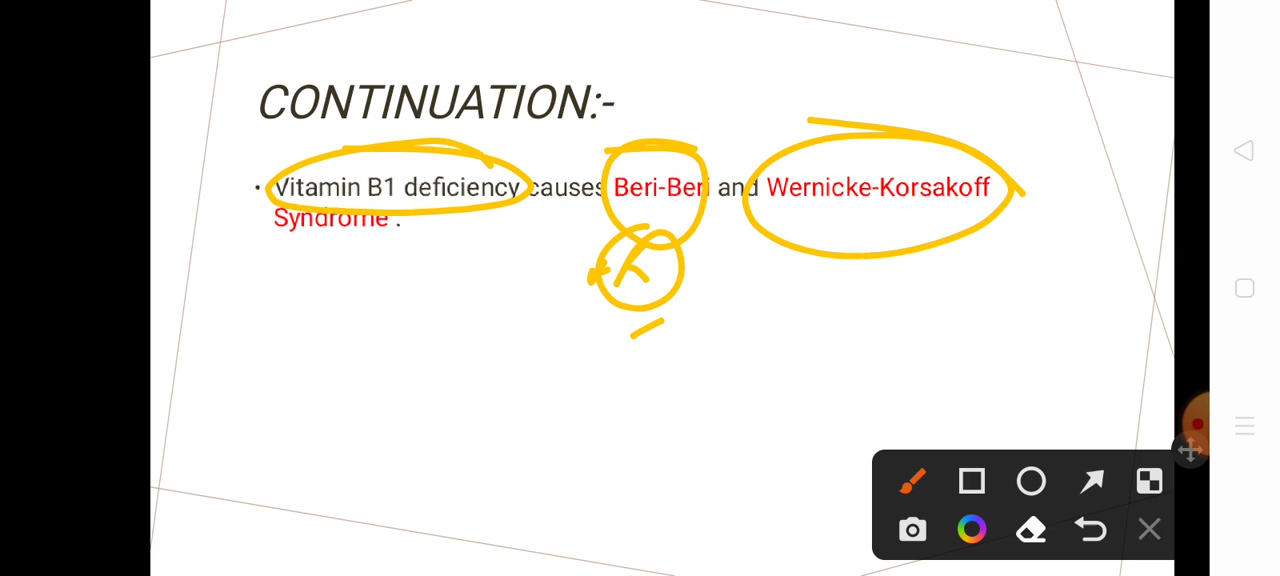 CONTINUATION:-
• Vitamin B1 deficiency causes Beri-Beri and Wernicke-Korsakoff
Syndrome .